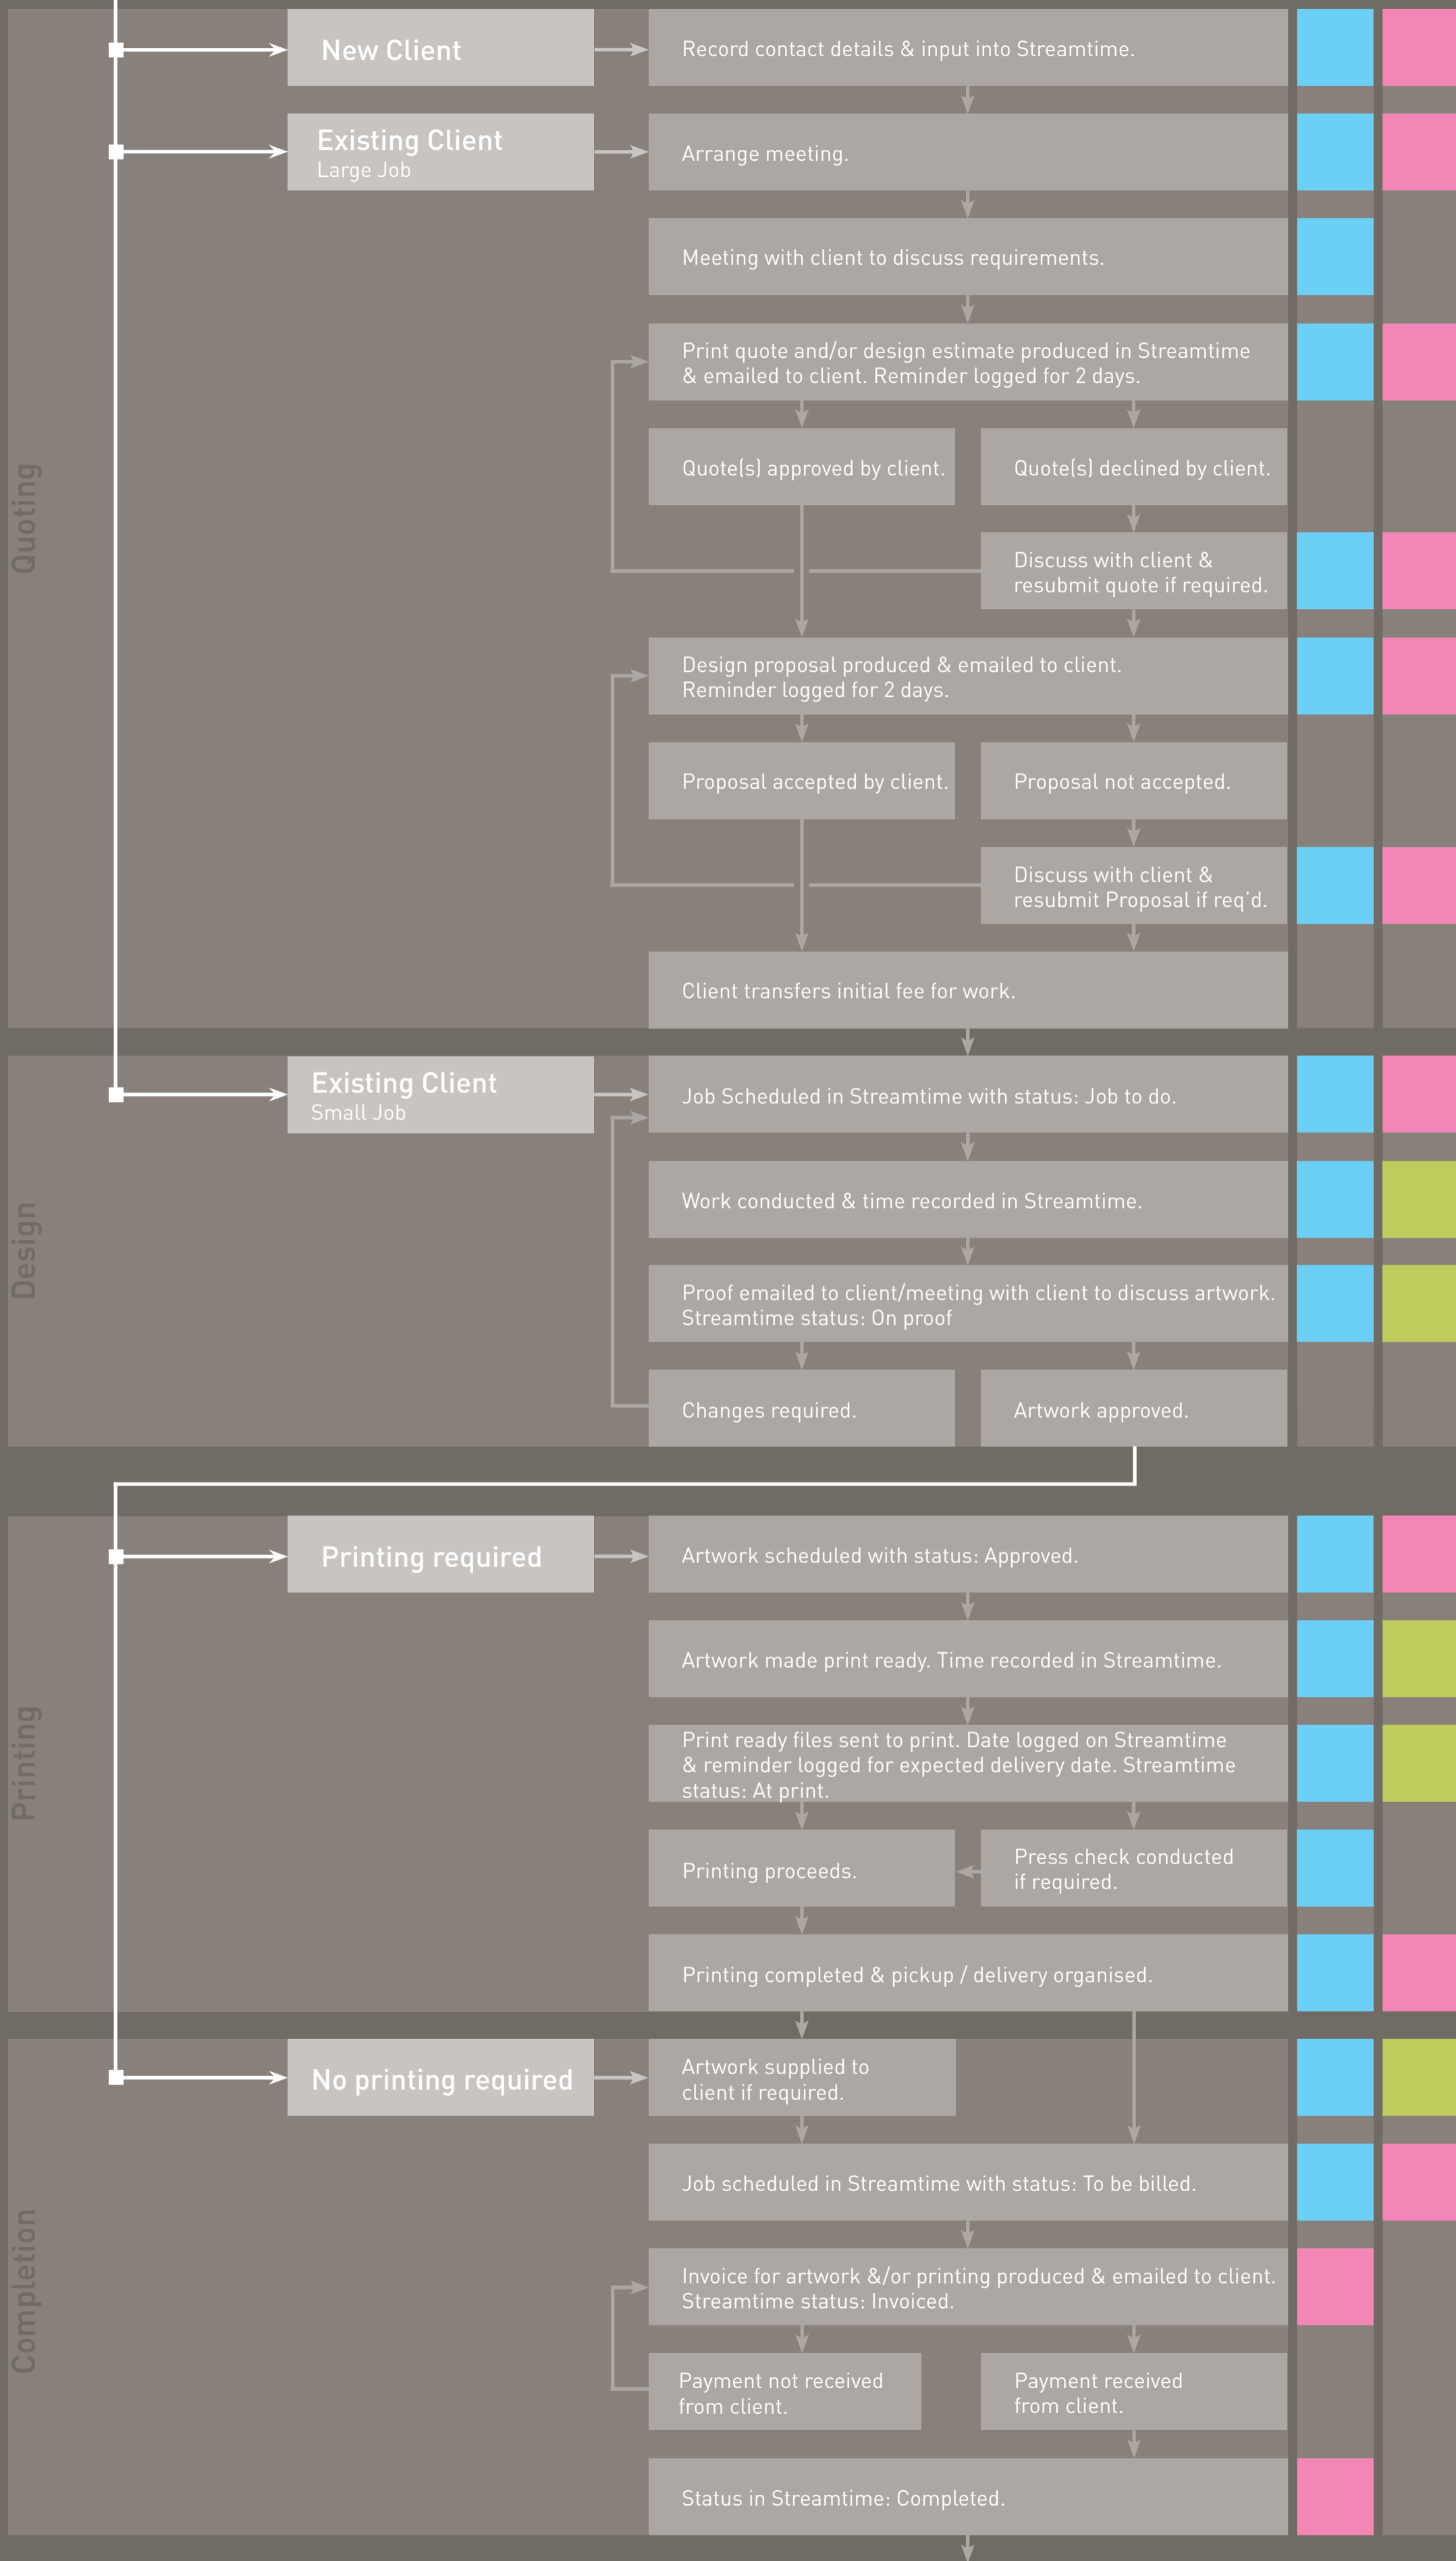 New Client
Record contact details & input into Streamtime.
Existing Client
Large Job
Arrange meeting.
Meeting with client to discuss requirements.
Print quote and/or design estimate produced in Streamtime
& emailed to client. Reminder logged for 2 days.
Quote(s) approved by client.
Quote(s) declined by client.
Discuss with client &
resubmit quote if required.
Quoting
Design proposal produced & emailed to client.
Reminder logged for 2 days.
Proposal accepted by client.
Proposal not accepted.
Discuss with client &
resubmit Proposal if req'd.
Client transfers initial fee for work.
Existing Client
Small Job
Job Scheduled in Streamtime with status: Job to do.
Work conducted & time recorded in Streamtime.
Design
Proof emailed to client/meeting with client to discuss artwork.
Streamtime status: On proof
Changes required.
Artwork approved.
Printing required
Artwork scheduled with status: Approved.
Artwork made print ready. Time recorded in Streamtime.
Printing
Print ready files sent to print. Date logged on Streamtime
& reminder logged for expected delivery date. Streamtime
status: At print.
Printing proceeds.
Press check conducted
if required.
Printing completed & pickup / delivery organised.
No printing required
Artwork supplied to
client if required.
Job scheduled in Streamtime with status: To be billed.
Completion
Invoice for artwork &/or printing produced & emailed to client.
Streamtime status: Invoiced.
Payment not received
from client.
Payment received
from client.
Status in Streamtime: Completed.